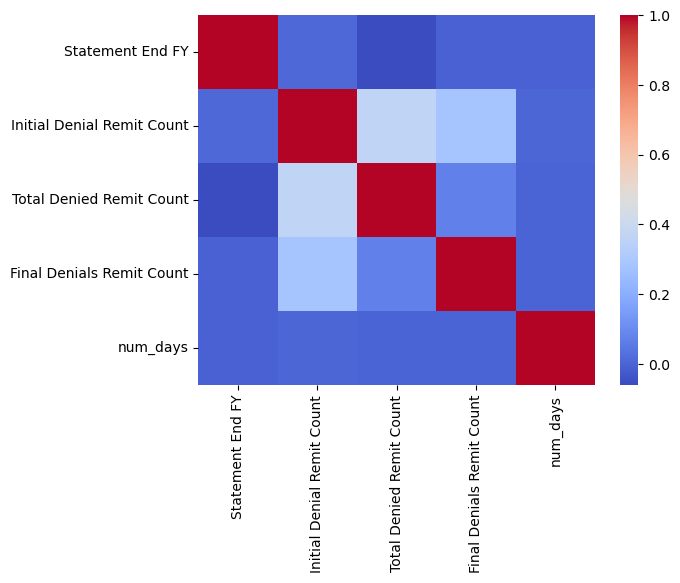 Statement End FY
Initial Denial Remit Count
Total Denied Remit Count
Final Denials Remit Count
num_days
Statement End FY
Initial Denial Remit Count
Total Denied Remit Count
Final Denials Remit Count
num_days
1.0
0.8
0.6
0.4
0.2
0.0